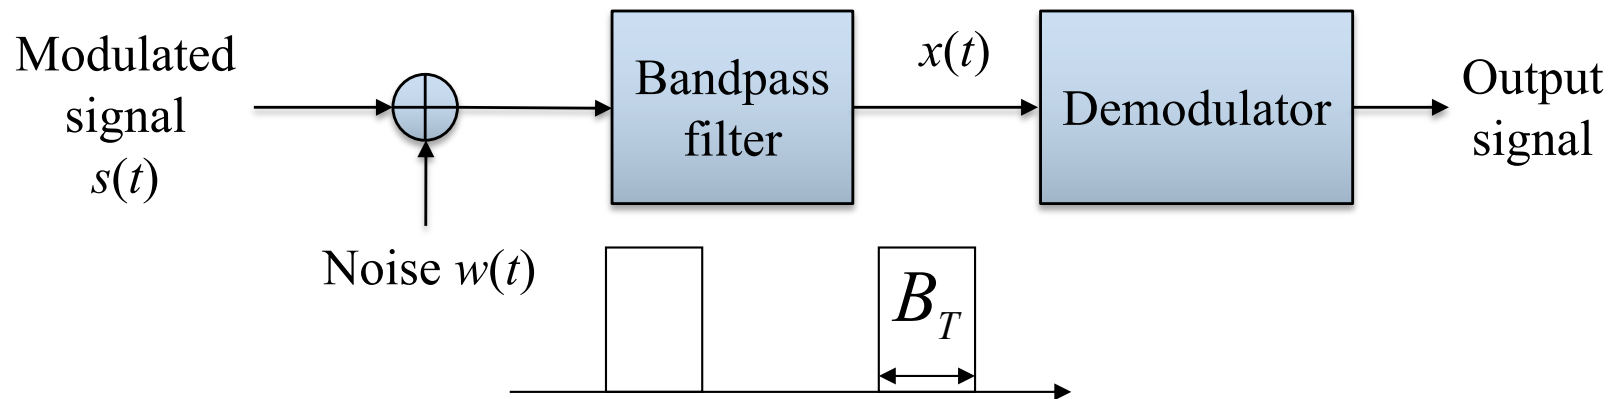 Modulated
signal
s(t)
Noise w(t)
Bandpass
filter
x(t)
Demodulator
Output
signal
B_T